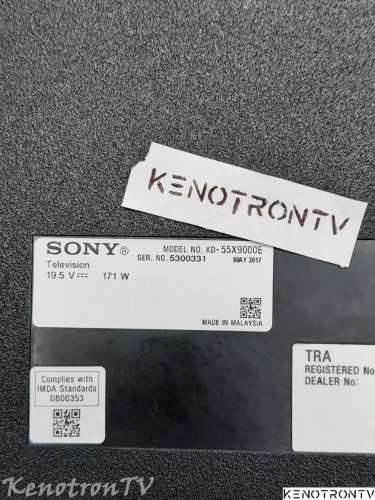 KENOTRONTV
SONY®
MODEL NO. KD-55X9000E
Television
SER. NO. 5300331 MAY 2017
19.5 V⎓ 171 W
MADE IN MALAYSIA
Complies with
IMDA Standards
DB00353
TRA
REGISTERED No
DEALER No:
KenotronTV
KENOTRONTV